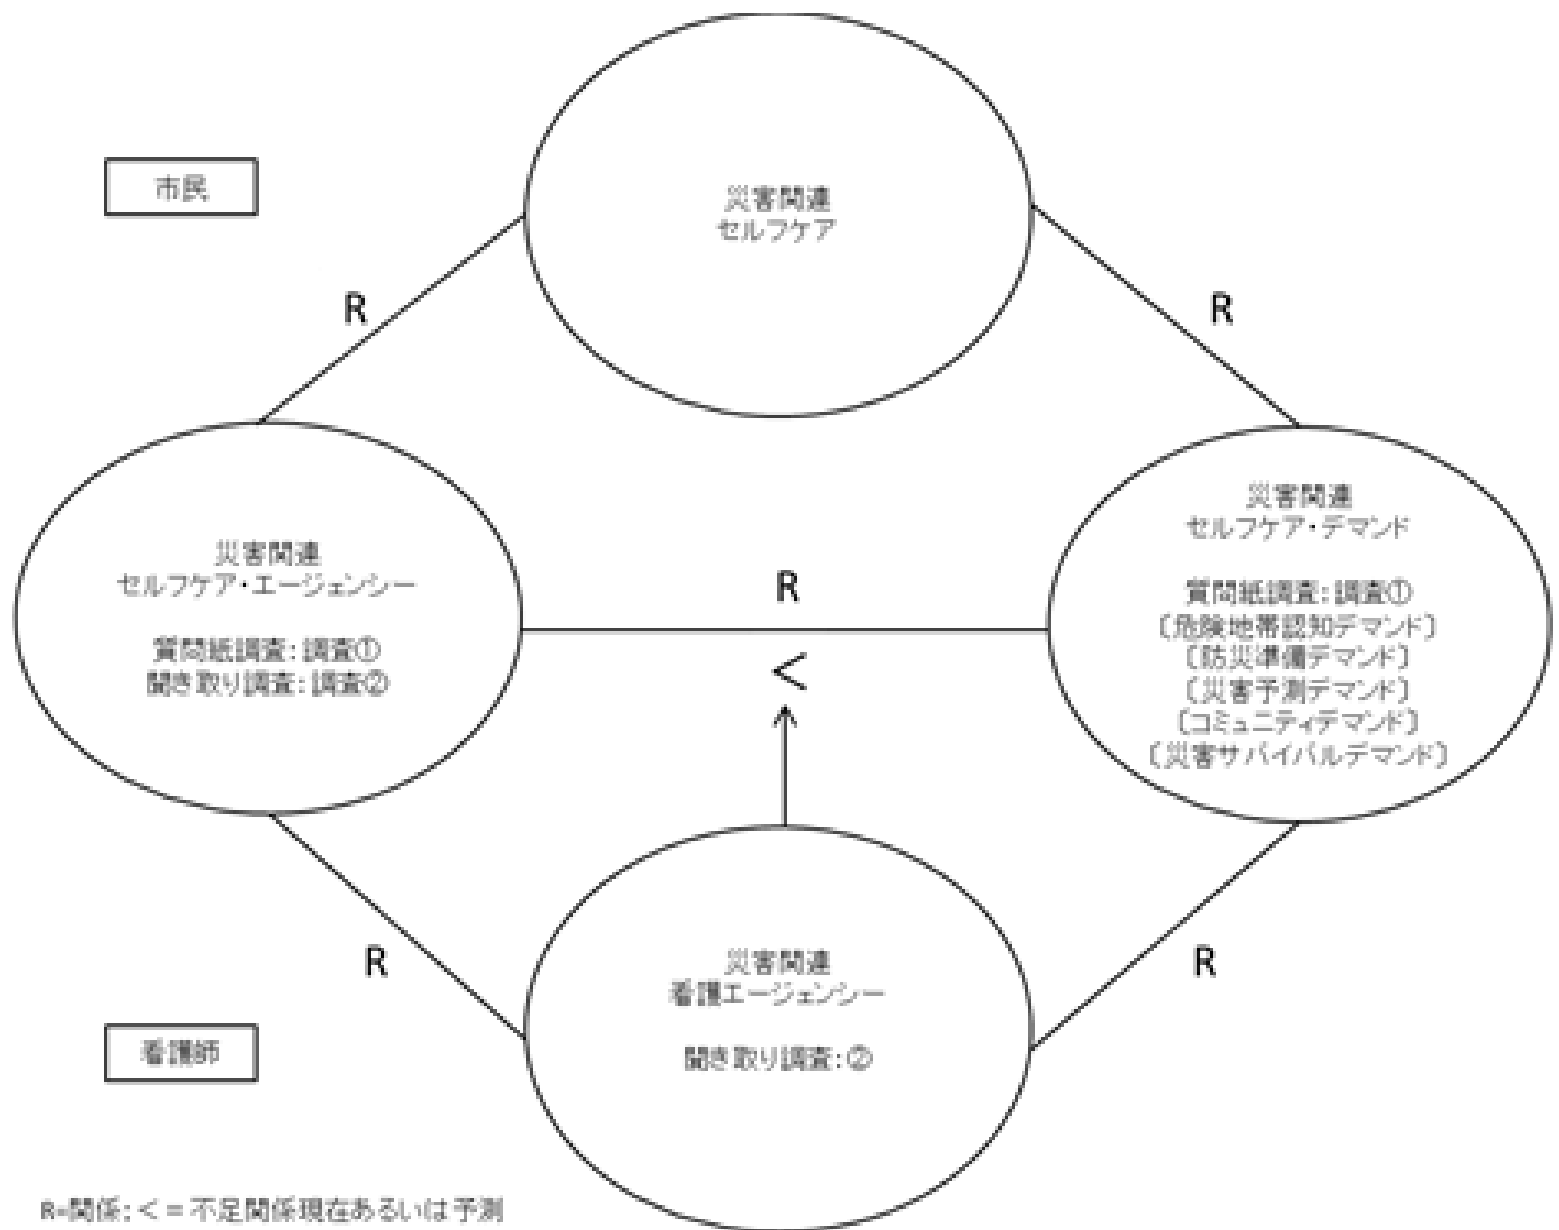 市民
災害関連
セルフケア
R
R
災害関連
セルフケア・エージェンシー
質問紙調査:調査①
聞き取り調査:調査②
R
<
災害関連
セルフケア・デマンド
質問紙調査:調査①
〔危険地帯認知デマンド〕
〔防災準備デマンド〕
〔災害予測デマンド〕
〔コミュニティデマンド〕
〔災害サバイバルデマンド〕
R
R
災害関連
看護エージェンシー
聞き取り調査:②
看護師
R=関係:<=不足関係現在あるいは予測